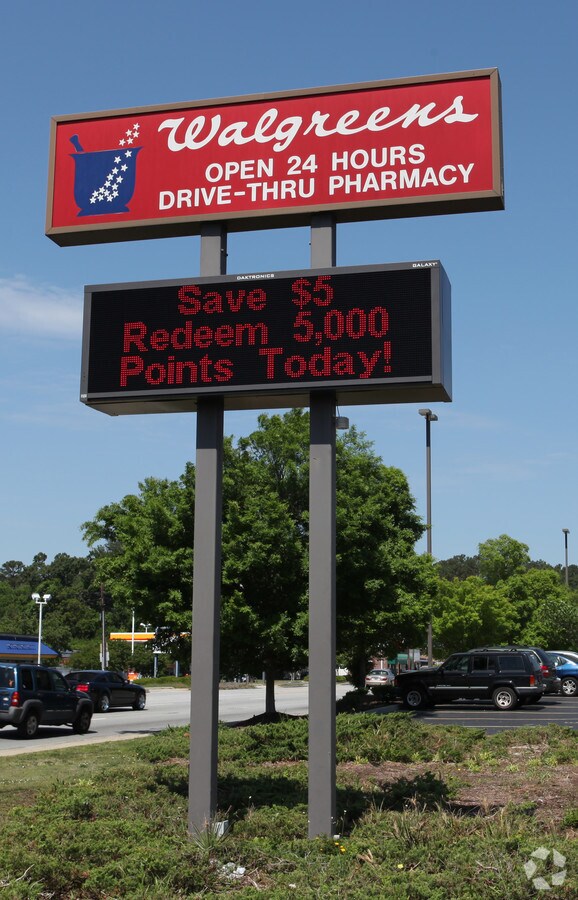 Walgreens
OPEN 24 HOURS
DRIVE-THRU PHARMACY
DAKTRONICS
GALAXY®
Save $5
Redeem 5,000
Points Today!